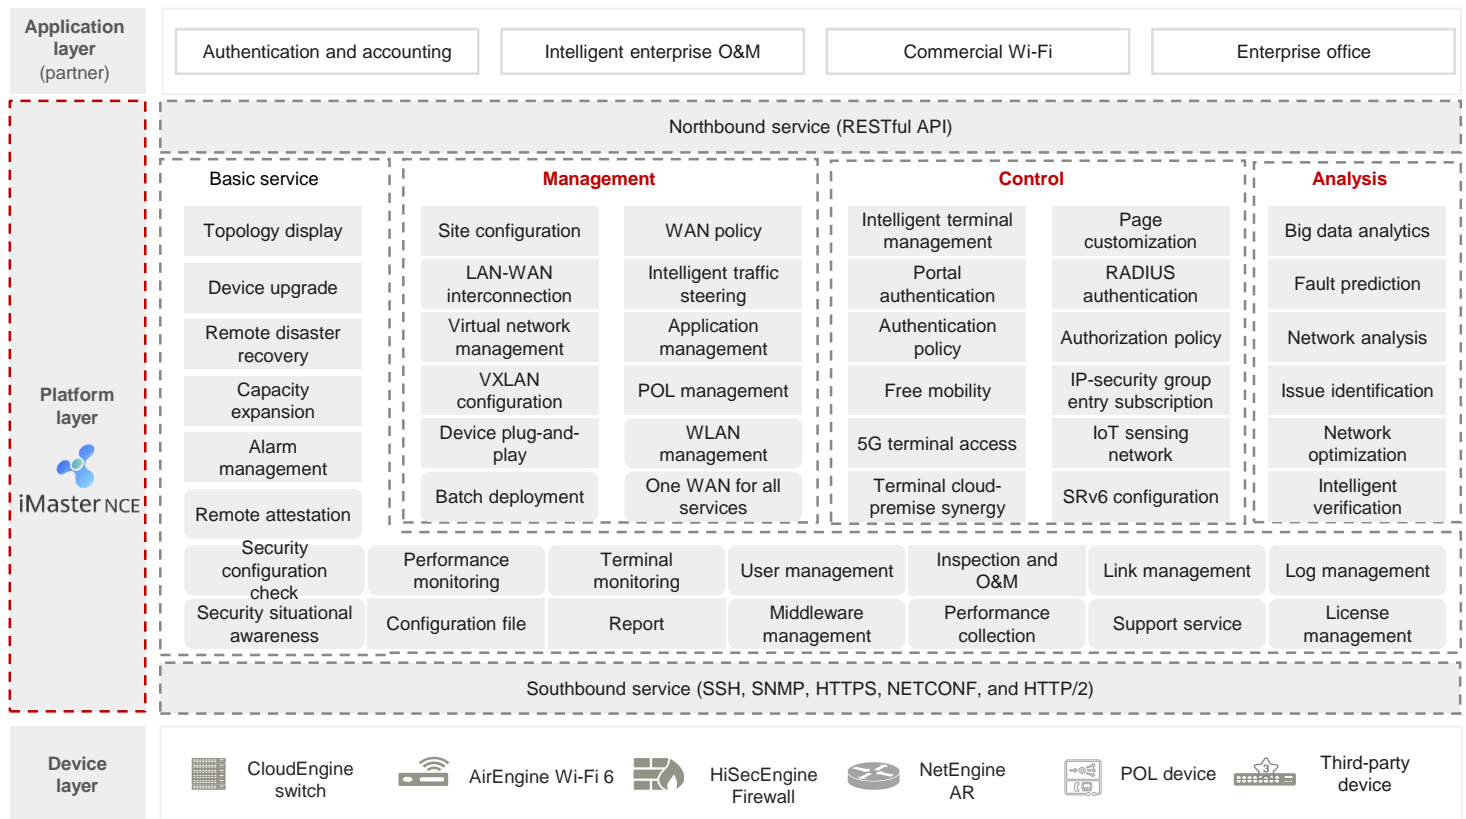 Application
layer
(partner)
Authentication and accounting
Intelligent enterprise O&M
Commercial Wi-Fi
Enterprise office
Platform
layer
iMaster NCE
Northbound service (RESTful API)
Basic service
Topology display
Device upgrade
Remote disaster
recovery
Capacity
expansion
Alarm
management
Remote attestation
Management
Site configuration
WAN policy
LAN-WAN
interconnection
Intelligent traffic
steering
Virtual network
management
Application
management
VXLAN
configuration
POL management
Device plug-and-
play
WLAN
management
Batch deployment
One WAN for all
services
Control
Intelligent terminal
management
Page
customization
Portal
authentication
RADIUS
authentication
Authentication
policy
Authorization policy
Free mobility
IP-security group
entry subscription
5G terminal access
IoT sensing
network
Terminal cloud-
premise synergy
SRv6 configuration
Analysis
Big data analytics
Fault prediction
Network analysis
Issue identification
Network
optimization
Intelligent
verification
Security
configuration
check
Performance
monitoring
Terminal
monitoring
User management
Inspection and
O&M
Link management
Log management
Security situational
awareness
Configuration file
Report
Middleware
management
Performance
collection
Support service
License
management
Southbound service (SSH, SNMP, HTTPS, NETCONF, and HTTP/2)
Device
layer
CloudEngine
switch
AirEngine Wi-Fi 6
HiSecEngine
Firewall
NetEngine
AR
POL device
3
Third-party
device